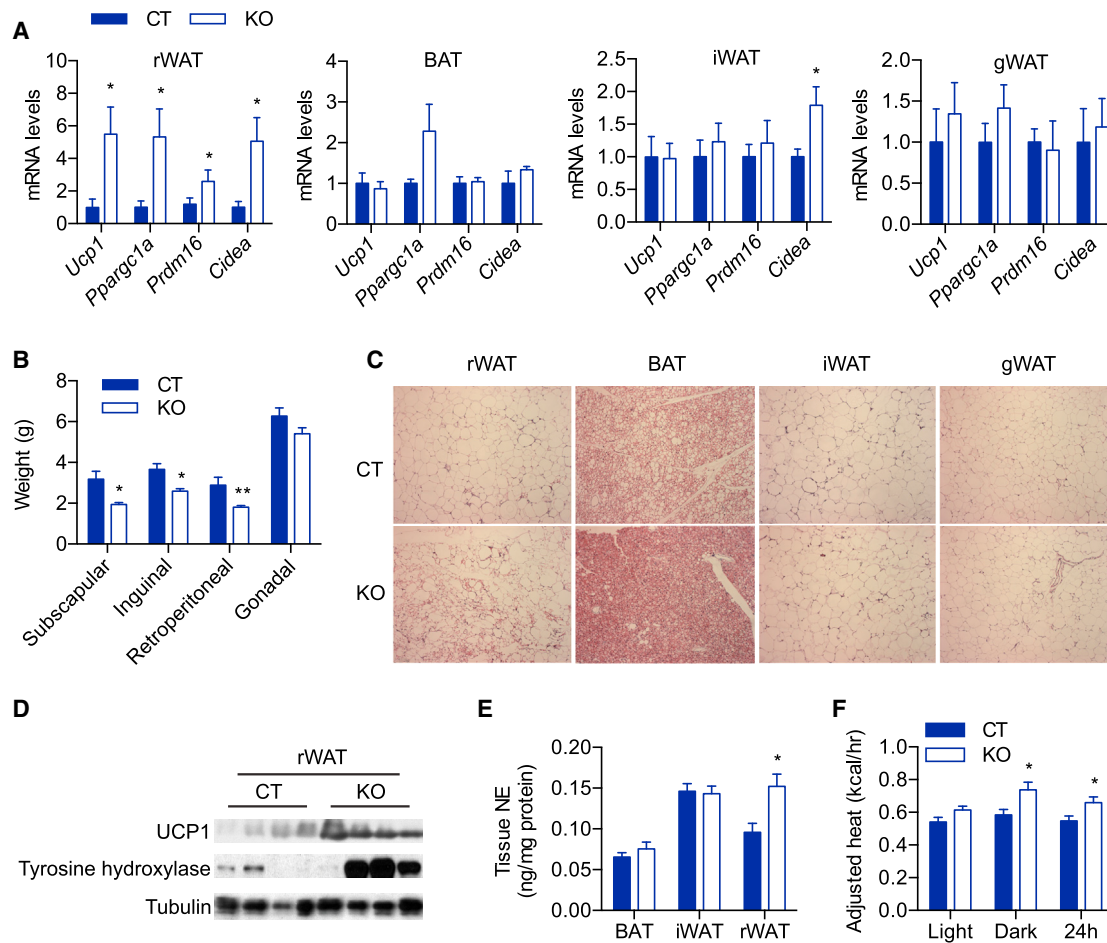 CT KO
A
rWAT
mRNA levels
10
8
6
4
2
0
* * * *
Ucp1 Ppargc1a Prdm16 Cidea
BAT
mRNA levels
4
3
2
1
0
Ucp1 Ppargc1a Prdm16 Cidea
iWAT
mRNA levels
2.5
2.0
1.5
1.0
0.5
0.0
*
Ucp1 Ppargc1a Prdm16 Cidea
gWAT
mRNA levels
2.0
1.5
1.0
0.5
0.0
Ucp1 Ppargc1a Prdm16 Cidea
B
CT
KO
Weight (g)
8
6
4
2
0
* * **
Subscapular Inguinal Retroperitoneal Gonadal
C
rWAT BAT iWAT gWAT
CT
KO
D
rWAT
CT KO
UCP1
Tyrosine hydroxylase
Tubulin
E
Tissue NE
(ng/mg protein)
0.20
0.15
0.10
0.05
0.00
*
BAT iWAT rWAT
F
CT
KO
Adjusted heat (kcal/hr)
1.0
0.8
0.6
0.4
0.2
0.0
* *
Light Dark 24h